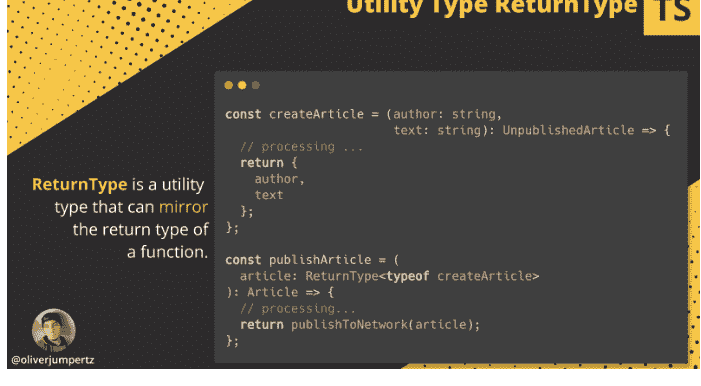 Utility Type ReturnType
TS
const createArticle = (author: string,
                       text: string): UnpublishedArticle => {
  // processing ...
  return {
    author,
    text
  };
};
ReturnType is a utility
type that can mirror
the return type of
a function.
const publishArticle = (
  article: ReturnType<typeof createArticle>
): Article => {
  // processing...
  return publishToNetwork(article);
};
@oliverjumpertz